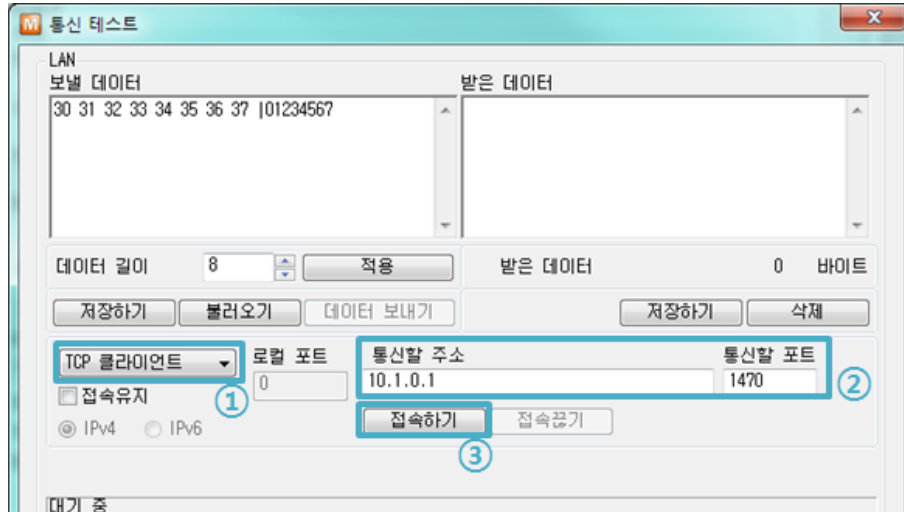 M 통신 테스트
LAN
보낼 데이터
받은 데이터
30 31 32 33 34 35 36 37 |01234567
데이터 길이 8 적용
받은 데이터 0 바이트
저장하기 불러오기 데이터 보내기
저장하기 삭제
TCP 클라이언트 로컬 포트 통신할 주소 통신할 포트
0 10.1.0.1 1470
① ②
접속유지
접속하기 접속끊기
IPv4 IPv6
③
대기 중